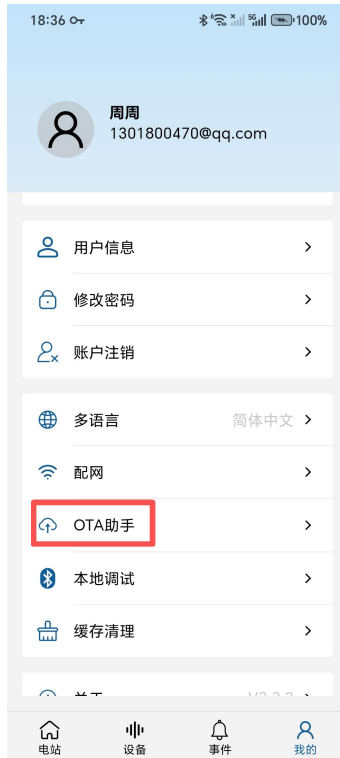 18:36 100%
周周
1301800470@qq.com
用户信息
修改密码
账户注销
多语言 简体中文
配网
OTA助手
本地调试
缓存清理
电站 设备 事件 我的